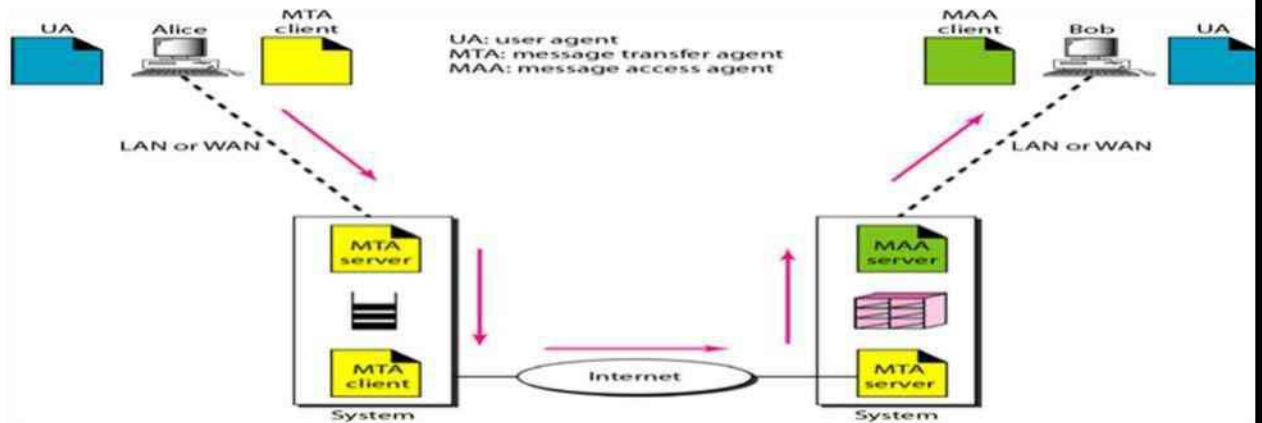 UA
Alice
MTA
client
UA: user agent
MTA: message transfer agent
MAA: message access agent
MAA
client
Bob
UA
LAN or WAN
LAN or WAN
MTA
server
MTA
client
System
Internet
MAA
server
MTA
server
System